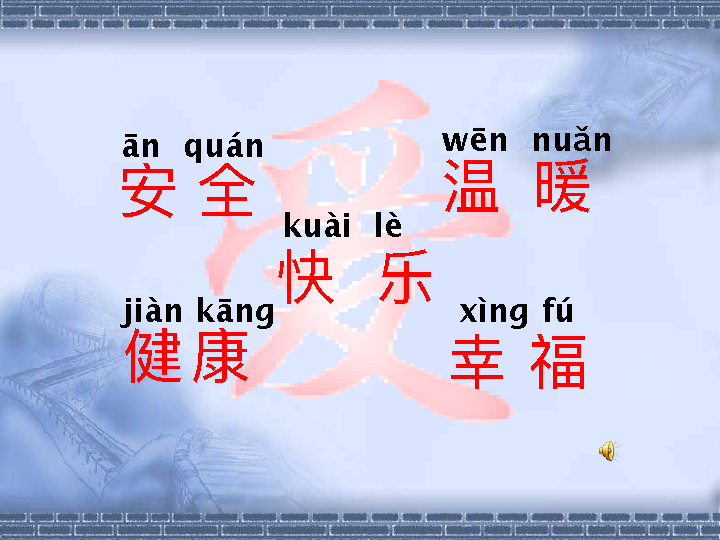 ān quán
安全
wēn nuǎn
温暖
kuài lè
快乐
jiàn kāng
健康
xìng fú
幸福
爱